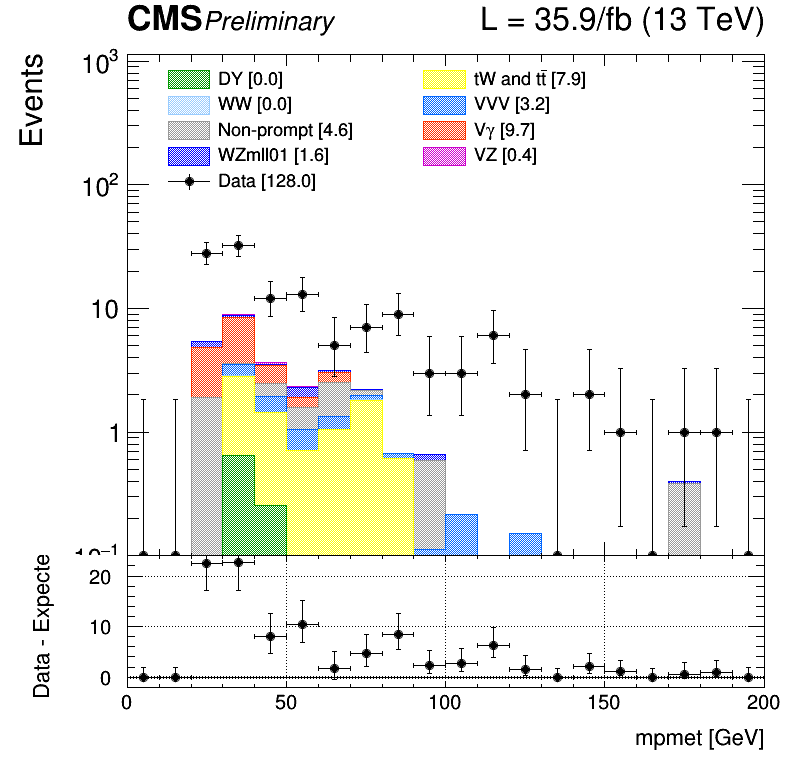 CMS Preliminary L = 35.9/fb (13 TeV)
Events
10³
10²
10
1
DY [0.0]
WW [0.0]
Non-prompt [4.6]
WZmll01 [1.6]
Data [128.0]
tW and tt̄ [7.9]
VVV [3.2]
Vγ [9.7]
VZ [0.4]
10⁻¹
Data - Expecte
20
10
0
0 50 100 150 200
mpmet [GeV]